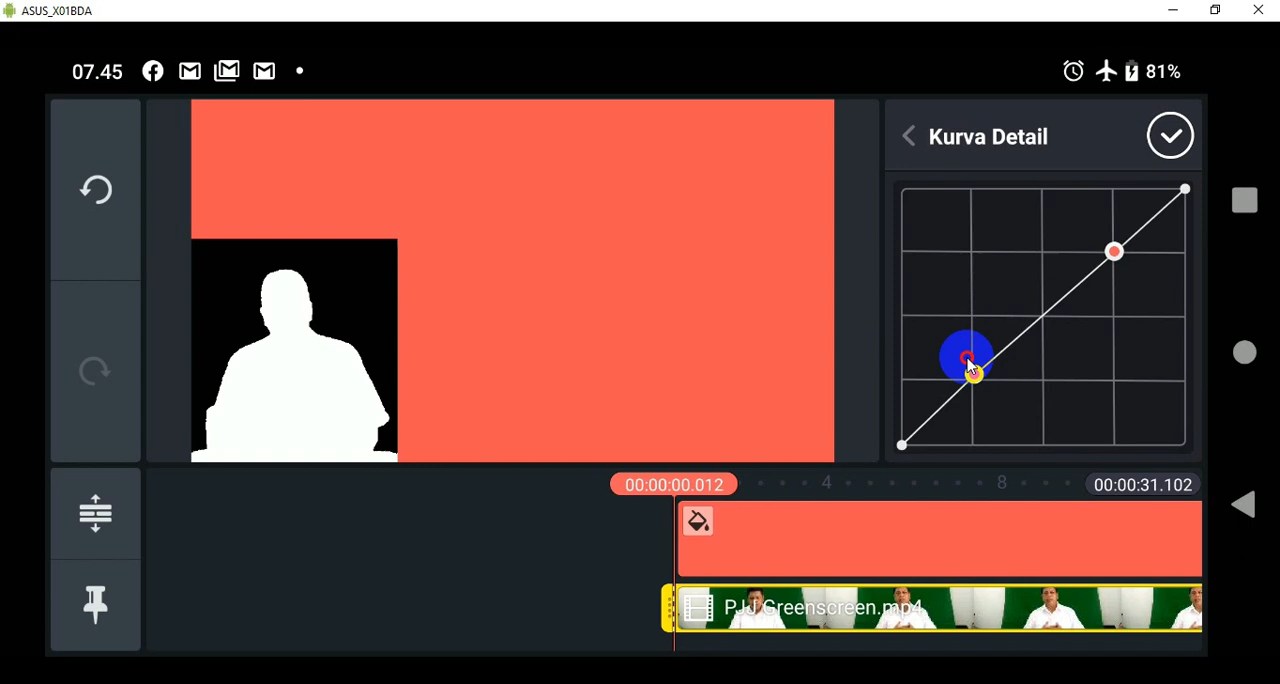 ASUS_X01BDA
07.45
81%
Kurva Detail
00:00:00.012
4
8
00:00:31.102
PJJ Greenscreen.mp4